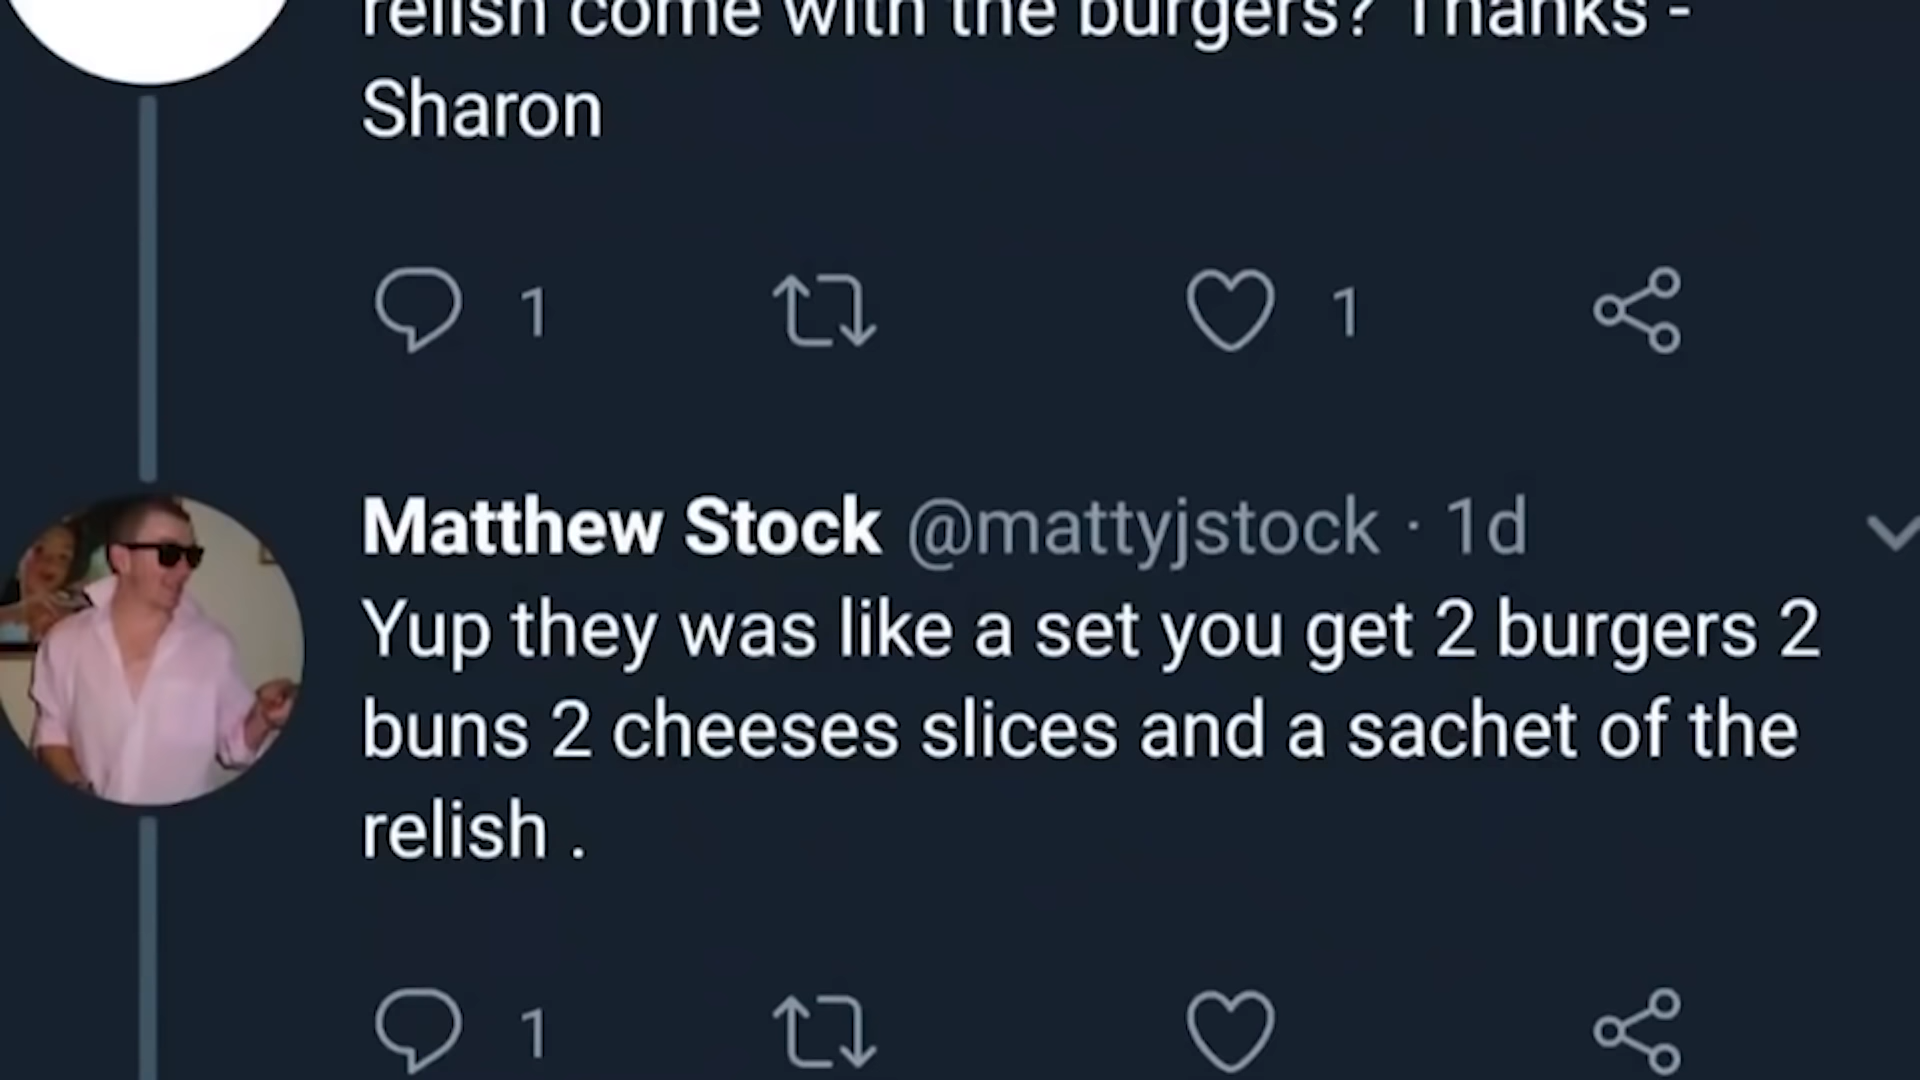 relish come with the burgers? Thanks -
Sharon
1
1
Matthew Stock @mattyjstock · 1d
Yup they was like a set you get 2 burgers 2
buns 2 cheeses slices and a sachet of the
relish .
1